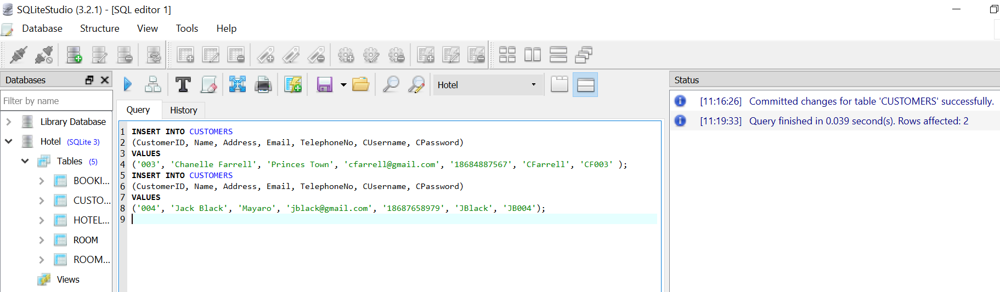 SQLiteStudio (3.2.1) - [SQL editor 1]
Database Structure View Tools Help
Databases
Filter by name
Library Database
Hotel (SQLite 3)
Tables (5)
BOOKI...
CUSTO...
HOTEL...
ROOM
ROOM...
Views
T
Hotel
Query History
1 INSERT INTO CUSTOMERS
2 (CustomerID, Name, Address, Email, TelephoneNo, CUsername, CPassword)
3 VALUES
4 ('003', 'Chanelle Farrell', 'Princes Town', 'cfarrell@gmail.com', '18684887567', 'CFarrell', 'CF003' );
5 INSERT INTO CUSTOMERS
6 (CustomerID, Name, Address, Email, TelephoneNo, CUsername, CPassword)
7 VALUES
8 ('004', 'Jack Black', 'Mayaro', 'jblack@gmail.com', '18687658979', 'JBlack', 'JB004');
9
Status
[11:16:26] Committed changes for table 'CUSTOMERS' successfully.
[11:19:33] Query finished in 0.039 second(s). Rows affected: 2